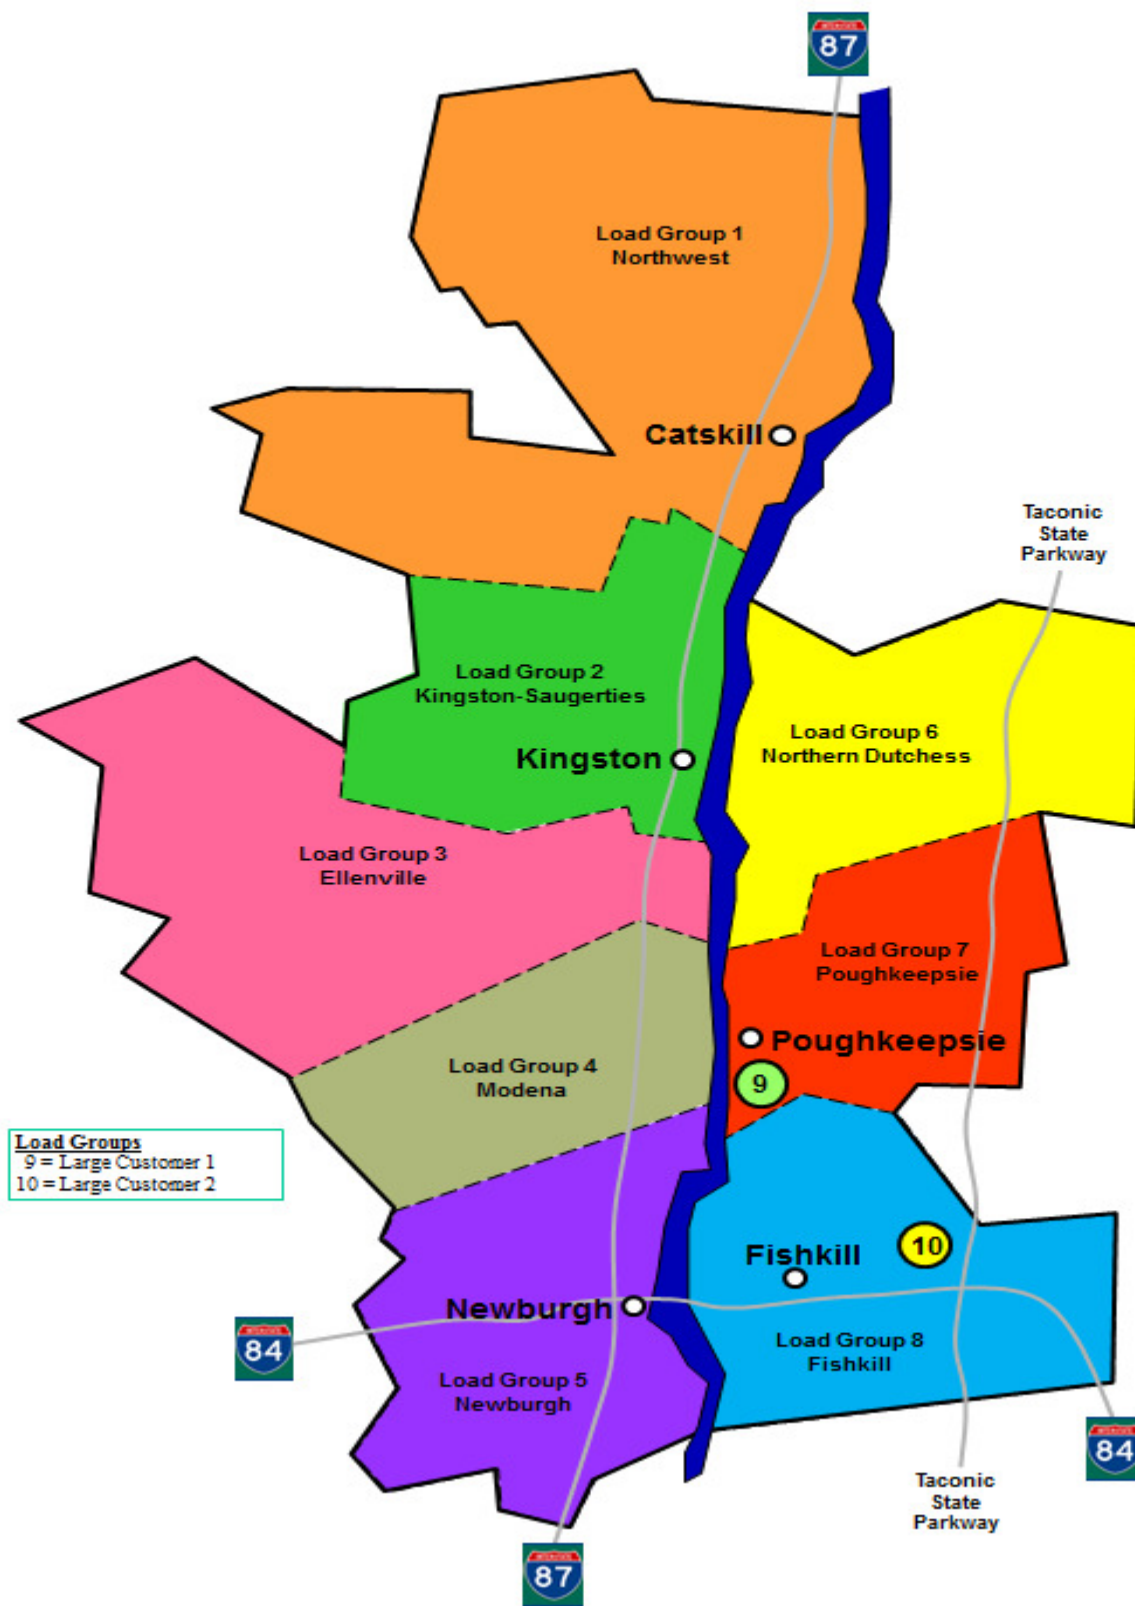 87
Load Group 1
Northwest
Catskill
Taconic
State
Parkway
Load Group 2
Kingston-Saugerties
Kingston
Load Group 6
Northern Dutchess
Load Group 3
Ellenville
Load Group 7
Poughkeepsie
Poughkeepsie
9
Load Group 4
Modena
Load Groups
9 = Large Customer 1
10 = Large Customer 2
10
Fishkill
Newburgh
INTERSTATE
84
Load Group 8
Fishkill
Load Group 5
Newburgh
84
Taconic
State
Parkway
87